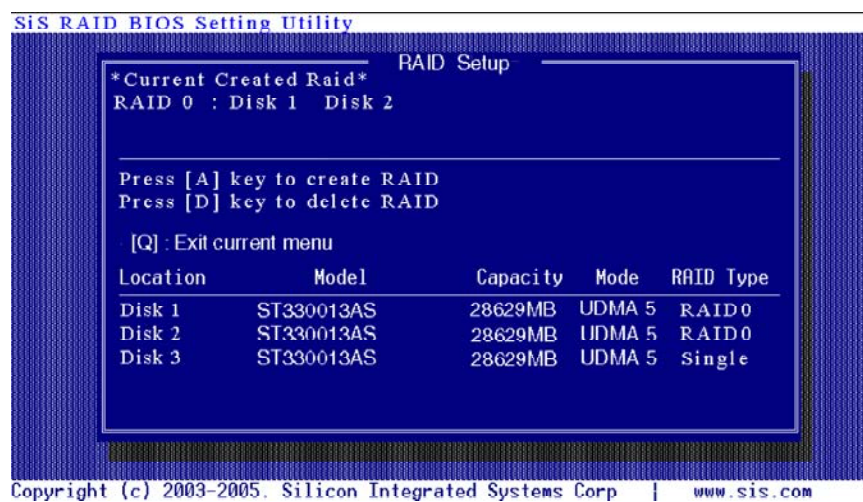 SiS RAID BIOS Setting Utility
RAID Setup
*Current Created Raid*
RAID 0 : Disk 1 Disk 2
Press [A] key to create RAID
Press [D] key to delete RAID
[Q] : Exit current menu
Location Model Capacity Mode RAID Type
Disk 1 ST330013AS 28629MB UDMA 5 RAID0
Disk 2 ST330013AS 28629MB UDMA 5 RAID0
Disk 3 ST330013AS 28629MB UDMA 5 Single
Copyright (c) 2003-2005. Silicon Integrated Systems Corp | www.sis.com